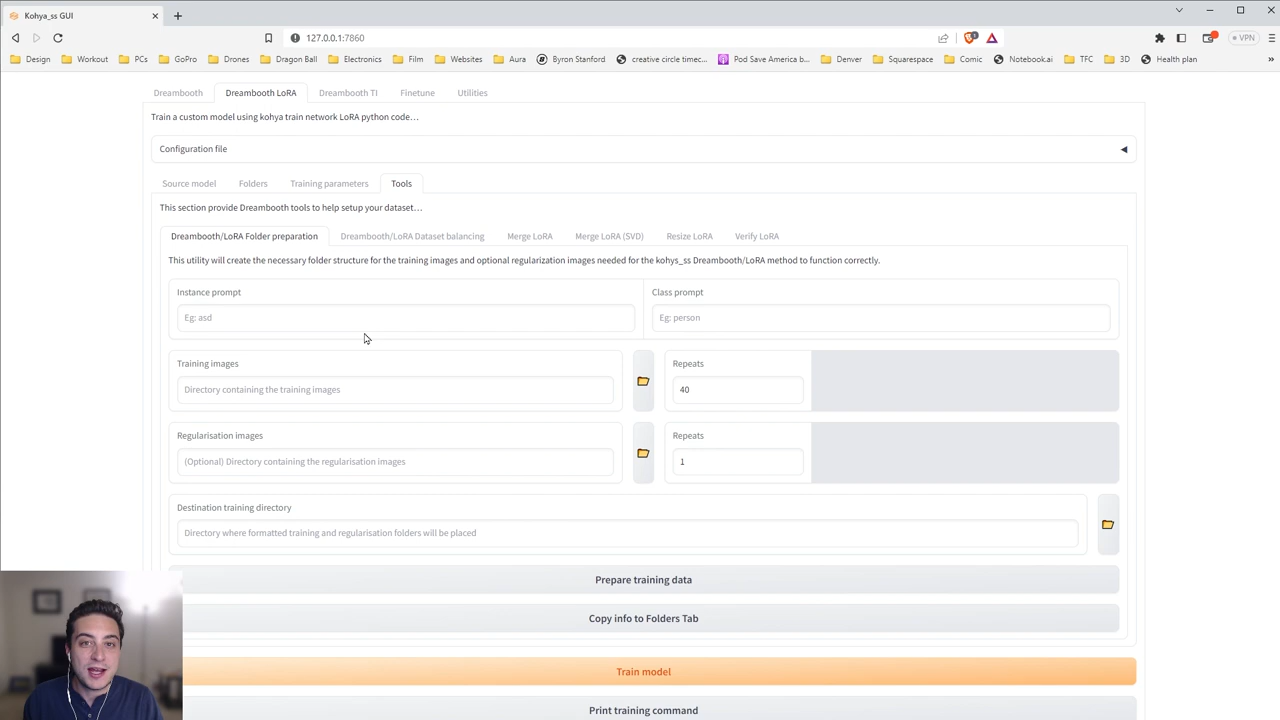 Kohya_ss GUI
127.0.0.1:7860
VPN
Design Workout PCs GoPro Drones Dragon Ball Electronics Film Websites Aura Byron Stanford creative circle timec... Pod Save America b... Denver Squarespace Comic Notebook.ai TFC 3D Health plan
Dreambooth Dreambooth LoRA Dreambooth TI Finetune Utilities
Train a custom model using kohya train network LoRA python code...
Configuration file
Source model Folders Training parameters Tools
This section provide Dreambooth tools to help setup your dataset...
Dreambooth/LoRA Folder preparation Dreambooth/LoRA Dataset balancing Merge LoRA Merge LoRA (SVD) Resize LoRA Verify LoRA
This utility will create the necessary folder structure for the training images and optional regularization images needed for the kohys_ss Dreambooth/LoRA method to function correctly.
Instance prompt Class prompt
Eg: asd Eg: person
Training images Repeats
Directory containing the training images 40
Regularisation images Repeats
(Optional) Directory containing the regularisation images 1
Destination training directory
Directory where formatted training and regularisation folders will be placed
Prepare training data
Copy info to Folders Tab
Train model
Print training command